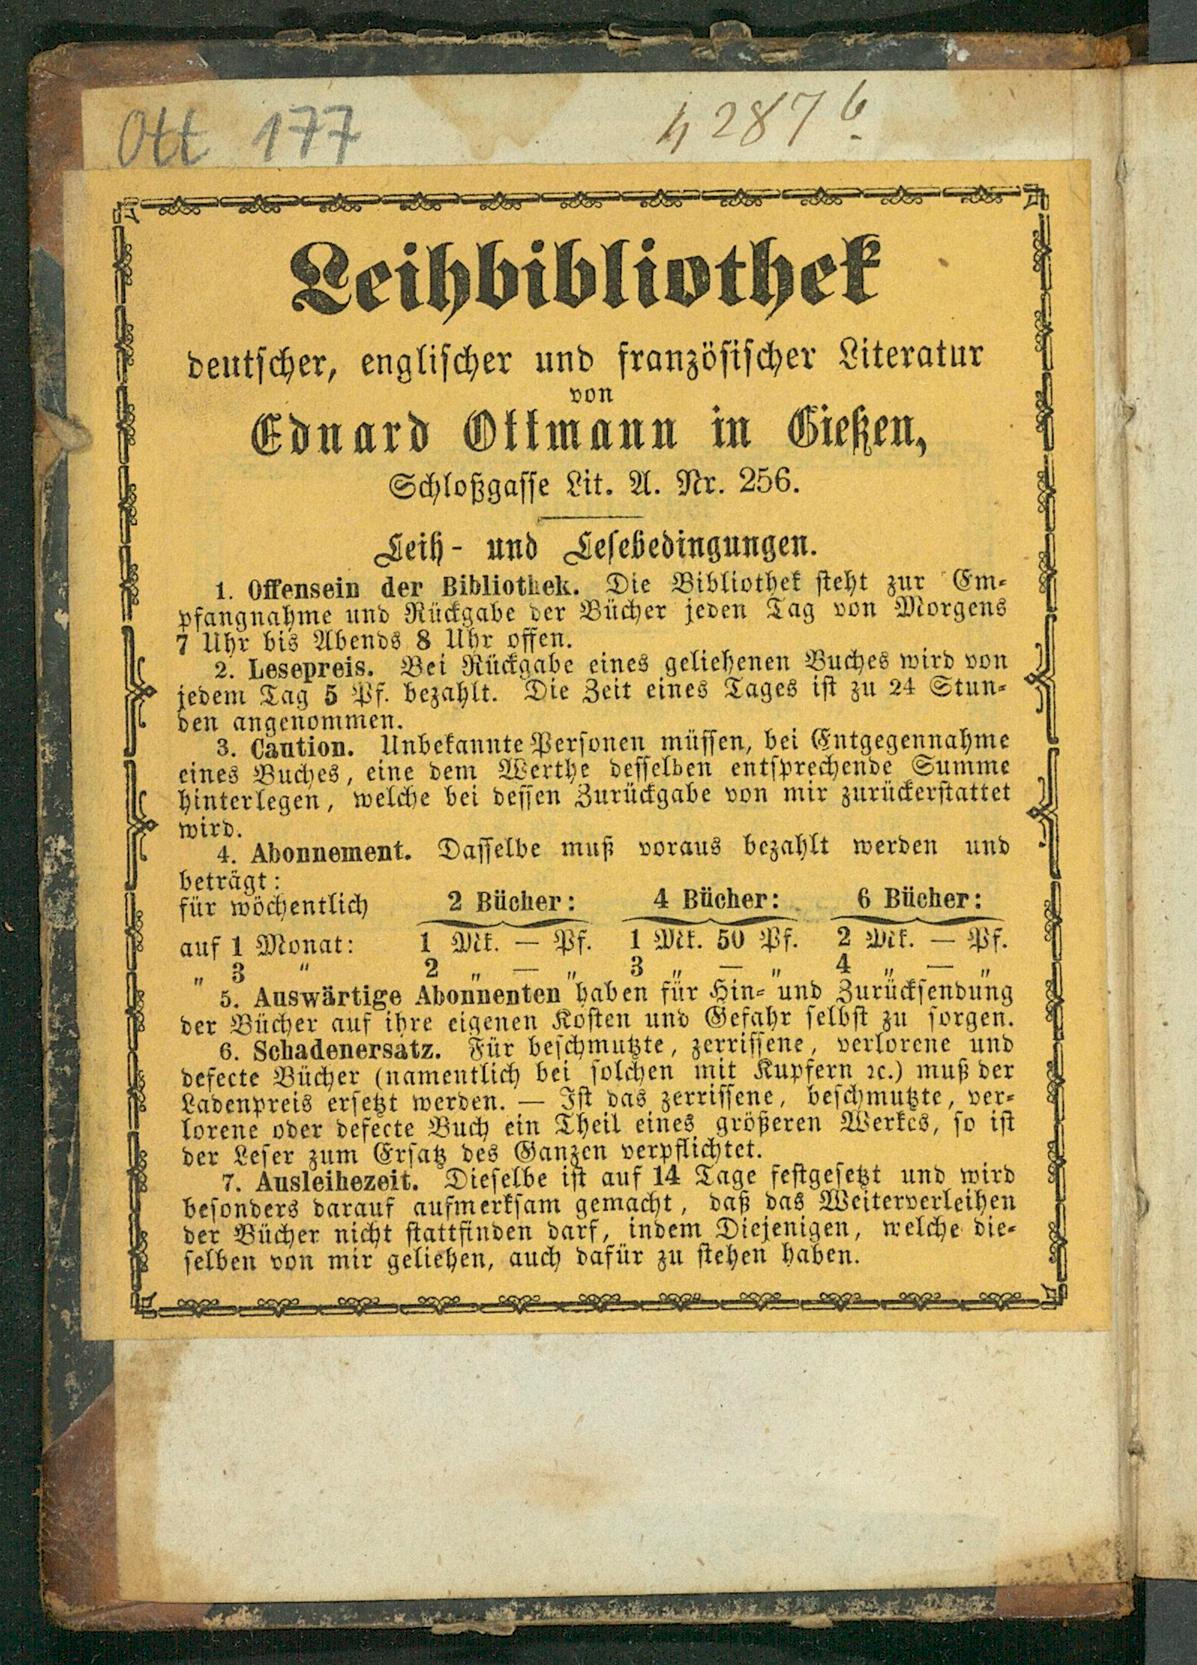 Ott 177
42876
Leihbibliothek
deutscher, englischer und französischer Literatur
von
Eduard Ottmann in Gießen,
Schloßgasse Lit. A. Nr. 256.
Leih- und Lesebedingungen.
1. Offensein der Bibliothek. Die Bibliothek steht zur Em-
pfangnahme und Rückgabe der Bücher jeden Tag von Morgens
7 Uhr bis Abends 8 Uhr offen.
2. Lesepreis. Bei Rückgabe eines geliehenen Buches wird von
jedem Tag 5 Pf. bezahlt. Die Zeit eines Tages ist zu 24 Stun-
den angenommen.
3. Caution. Unbekannte Personen müssen, bei Entgegennahme
eines Buches, eine dem Werthe desselben entsprechende Summe
hinterlegen, welche bei dessen Zurückgabe von mir zurückerstattet
wird.
4. Abonnement. Dasselbe muß voraus bezahlt werden und
beträgt:
für wöchentlich 2 Bücher: 4 Bücher: 6 Bücher:
auf 1 Monat: 1 Mk. — Pf. 1 Mk. 50 Pf. 2 Mk. — Pf.
„ 3 „ 2 „ — „ 3 „ — „ 4 „ — „
5. Auswärtige Abonnenten haben für Hin- und Zurücksendung
der Bücher auf ihre eigenen Kosten und Gefahr selbst zu sorgen.
6. Schadenersatz. Für beschmutzte, zerrissene, verlorene und
defecte Bücher (namentlich bei solchen mit Kupfern ꝛc.) muß der
Ladenpreis ersetzt werden. — Ist das zerrissene, beschmutzte, ver-
lorene oder defecte Buch ein Theil eines größeren Werkes, so ist
der Leser zum Ersatz des Ganzen verpflichtet.
7. Ausleihezeit. Dieselbe ist auf 14 Tage festgesetzt und wird
besonders darauf aufmerksam gemacht, daß das Weiterverleihen
der Bücher nicht stattfinden darf, indem Diejenigen, welche die-
selben von mir geliehen, auch dafür zu stehen haben.